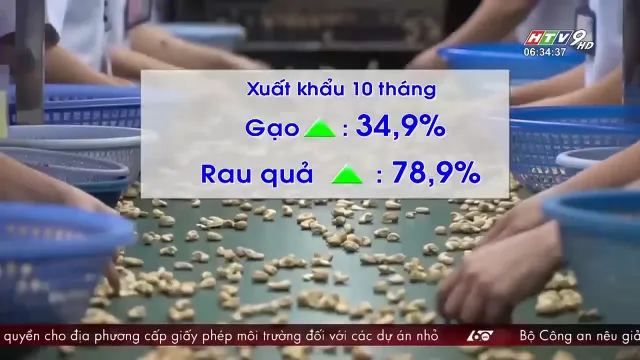 HTV9 HD
06:34:37
Xuất khẩu 10 tháng
Gạo : 34,9%
Rau quả : 78,9%
quyền cho địa phương cấp giấy phép môi trường đối với các dự án nhỏ 60 Bộ Công an nêu giả